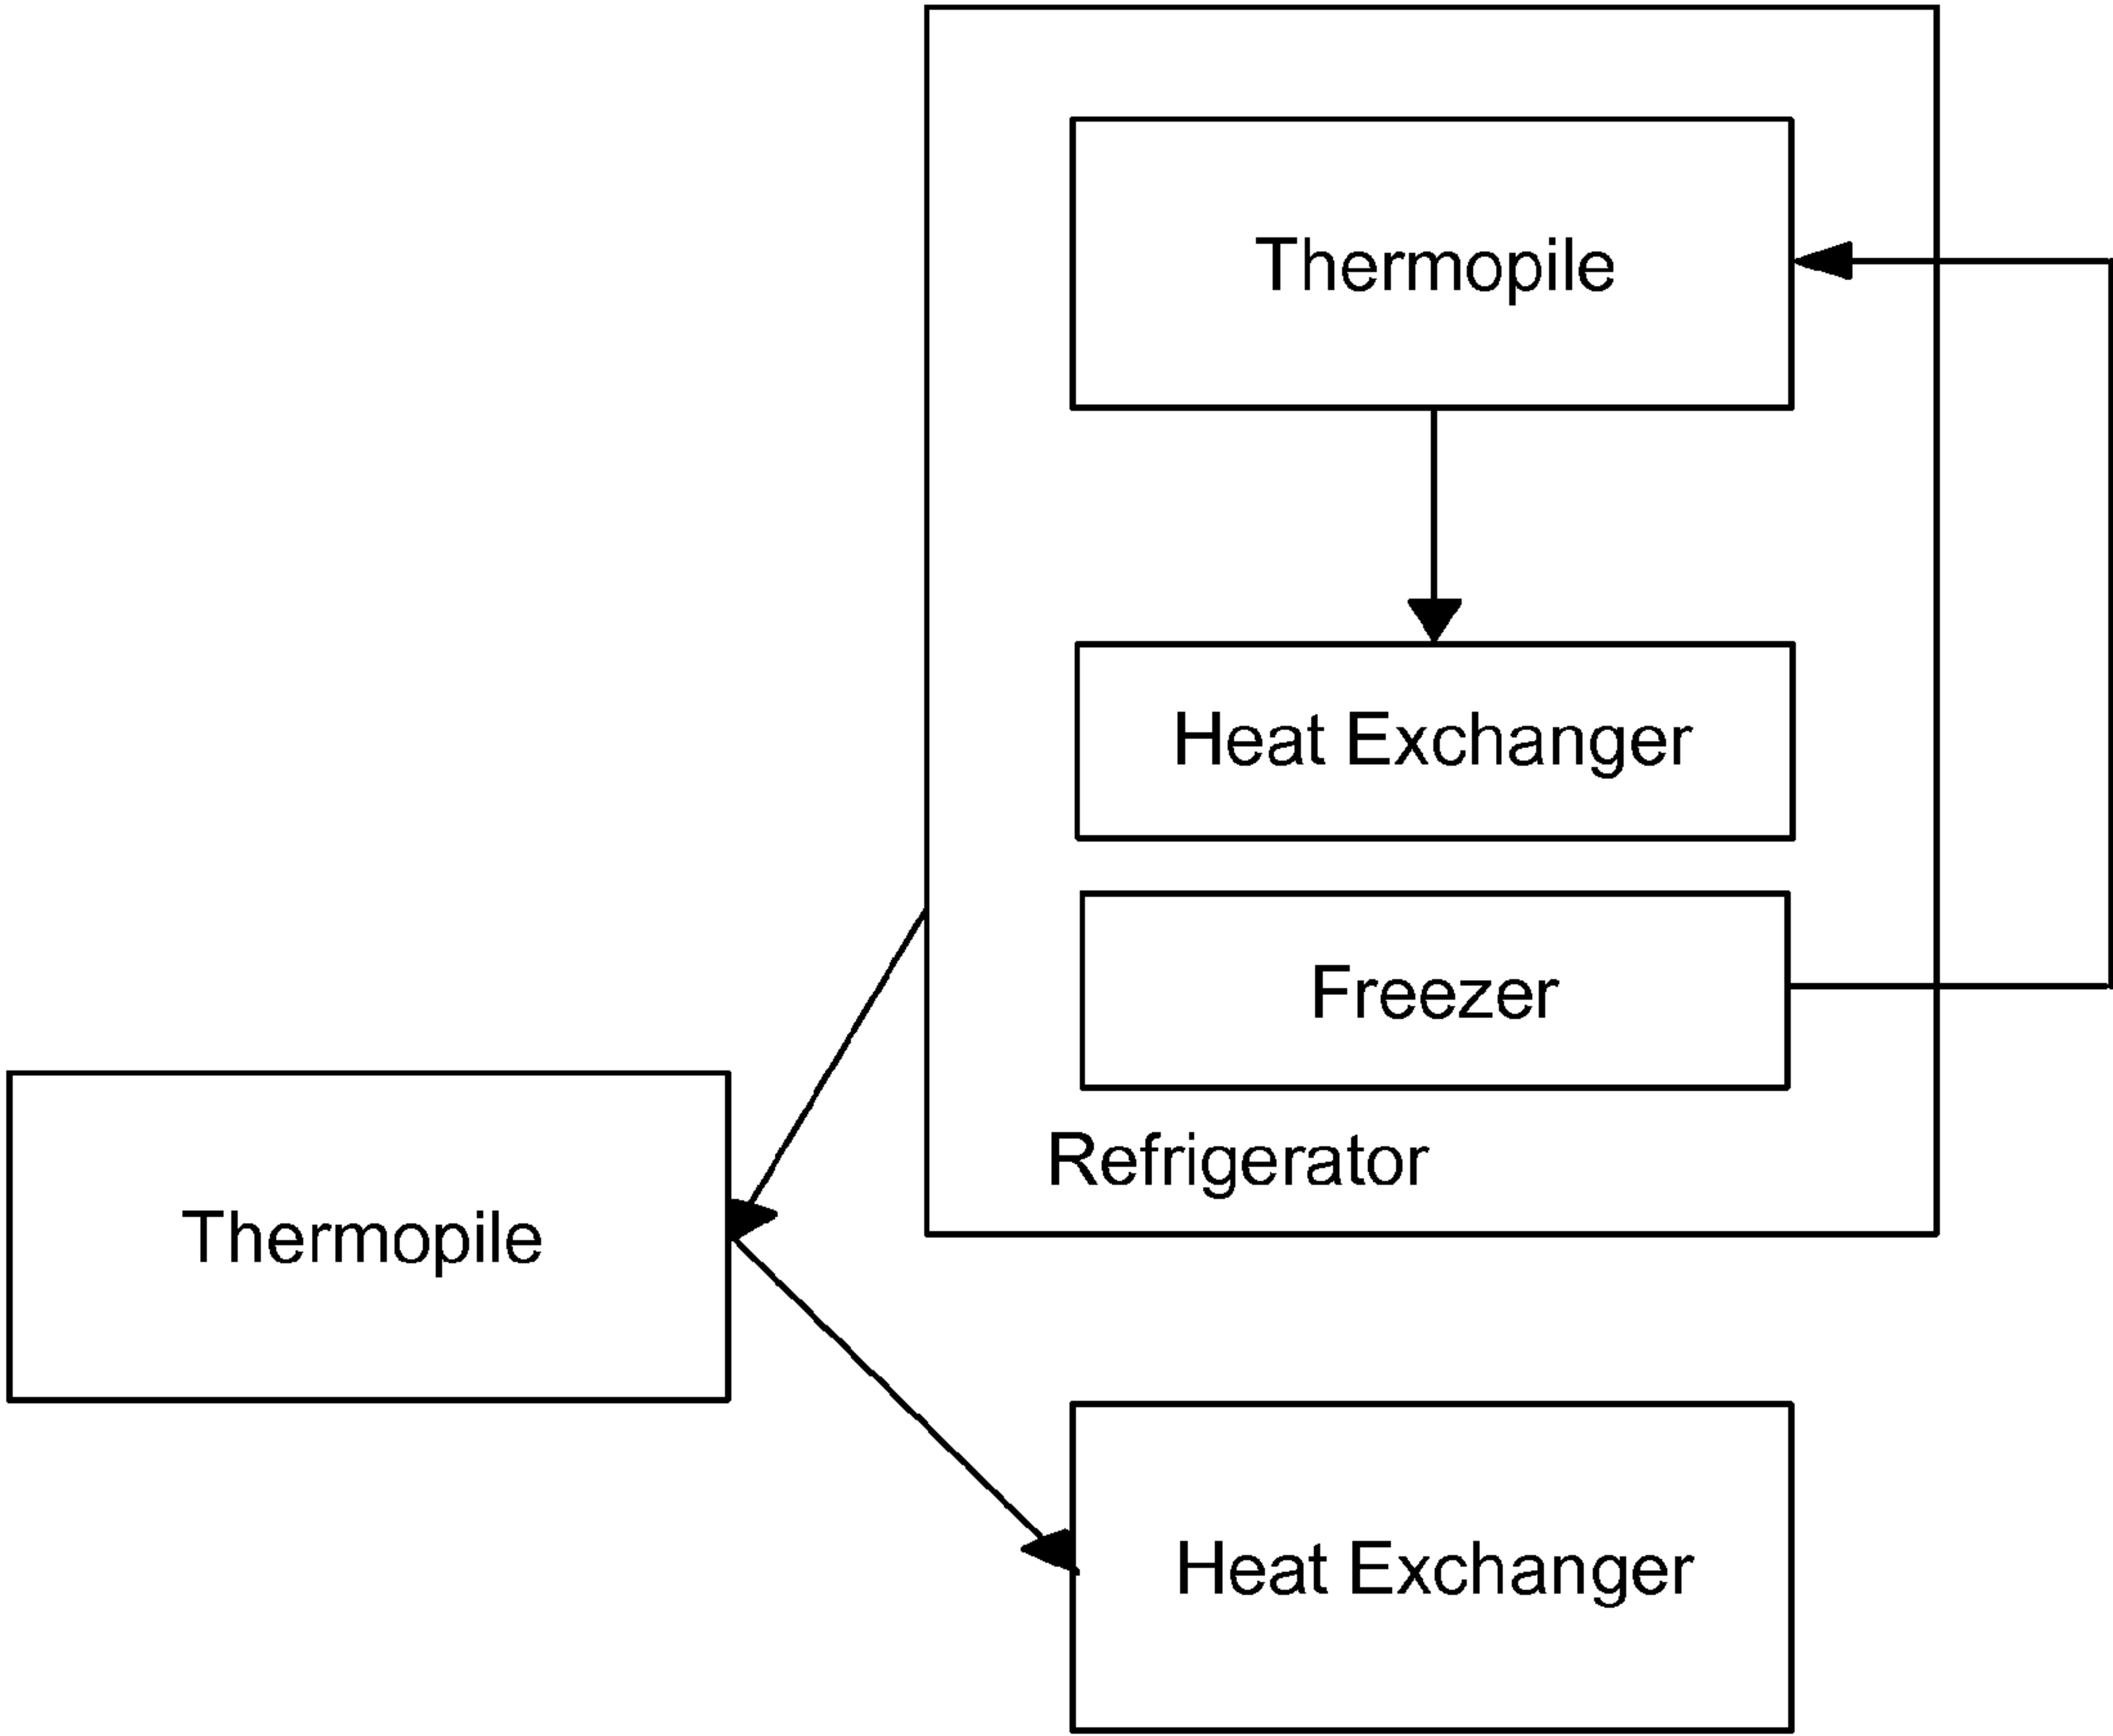 Thermopile
Heat Exchanger
Freezer
Refrigerator
Thermopile
Heat Exchanger